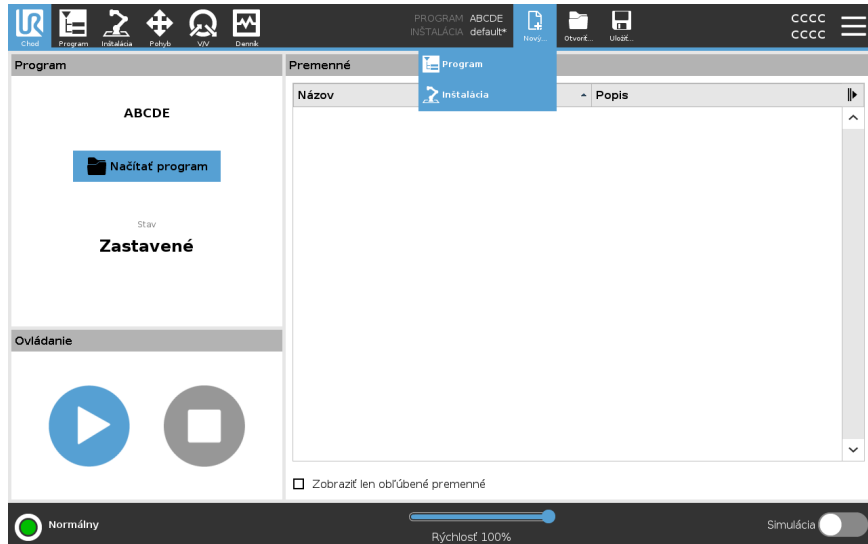 Chod
Program
Inštalácia
Pohyb
V/V
Denník
PROGRAM ABCDE
INŠTALÁCIA default*
Nový...
Otvoriť...
Uložiť...
CCCC
CCCC
Program
Premenné
Program
Inštalácia
Názov
Popis
ABCDE
Načítať program
Stav
Zastavené
Ovládanie
Zobraziť len obľúbené premenné
Normálny
Rýchlosť 100%
Simulácia